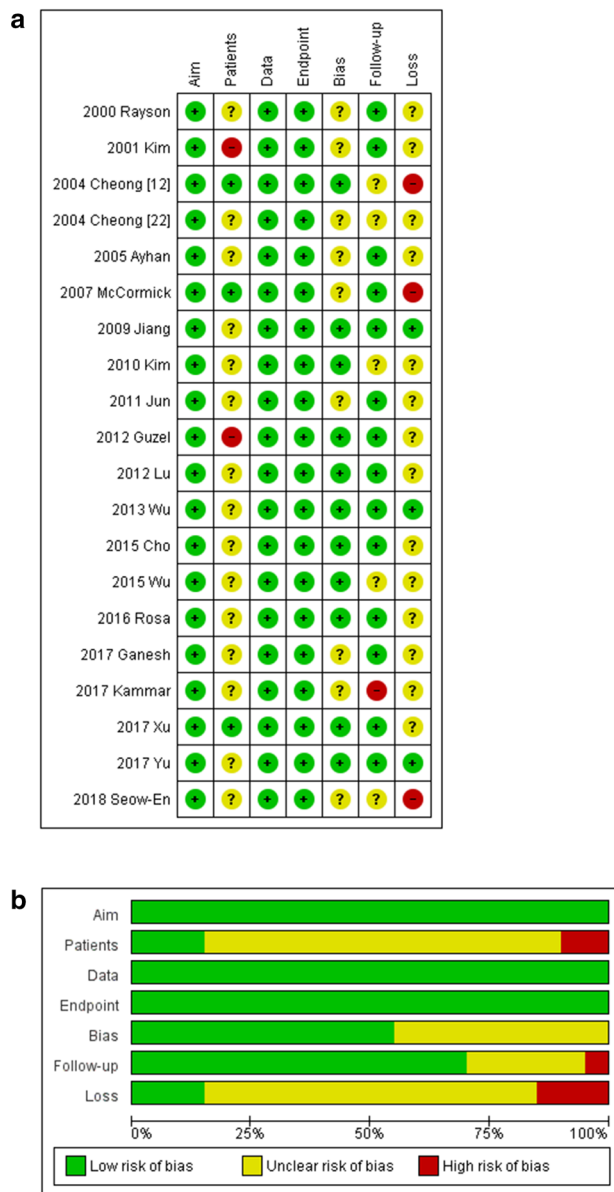 a
Aim Patients Data Endpoint Bias Follow-up Loss
2000 Rayson + ? + + ? + ?
2001 Kim + - + + ? + ?
2004 Cheong [12] + + + + + ? -
2004 Cheong [22] + ? + + ? ? ?
2005 Ayhan + ? + + ? + ?
2007 McCormick + + + + ? + -
2009 Jiang + ? + + + + +
2010 Kim + ? + + + ? ?
2011 Jun + ? + + ? + ?
2012 Guzel + - + + + + ?
2012 Lu + ? + + + + ?
2013 Wu + ? + + + + +
2015 Cho + ? + + + + ?
2015 Wu + ? + + + ? ?
2016 Rosa + ? + + + + ?
2017 Ganesh + ? + + ? + ?
2017 Kammar + ? + + ? - ?
2017 Xu + + + + + + ?
2017 Yu + ? + + + + +
2018 Seow-En + ? + + ? ? -
b
Aim
Patients
Data
Endpoint
Bias
Follow-up
Loss
0% 25% 50% 75% 100%
Low risk of bias Unclear risk of bias High risk of bias